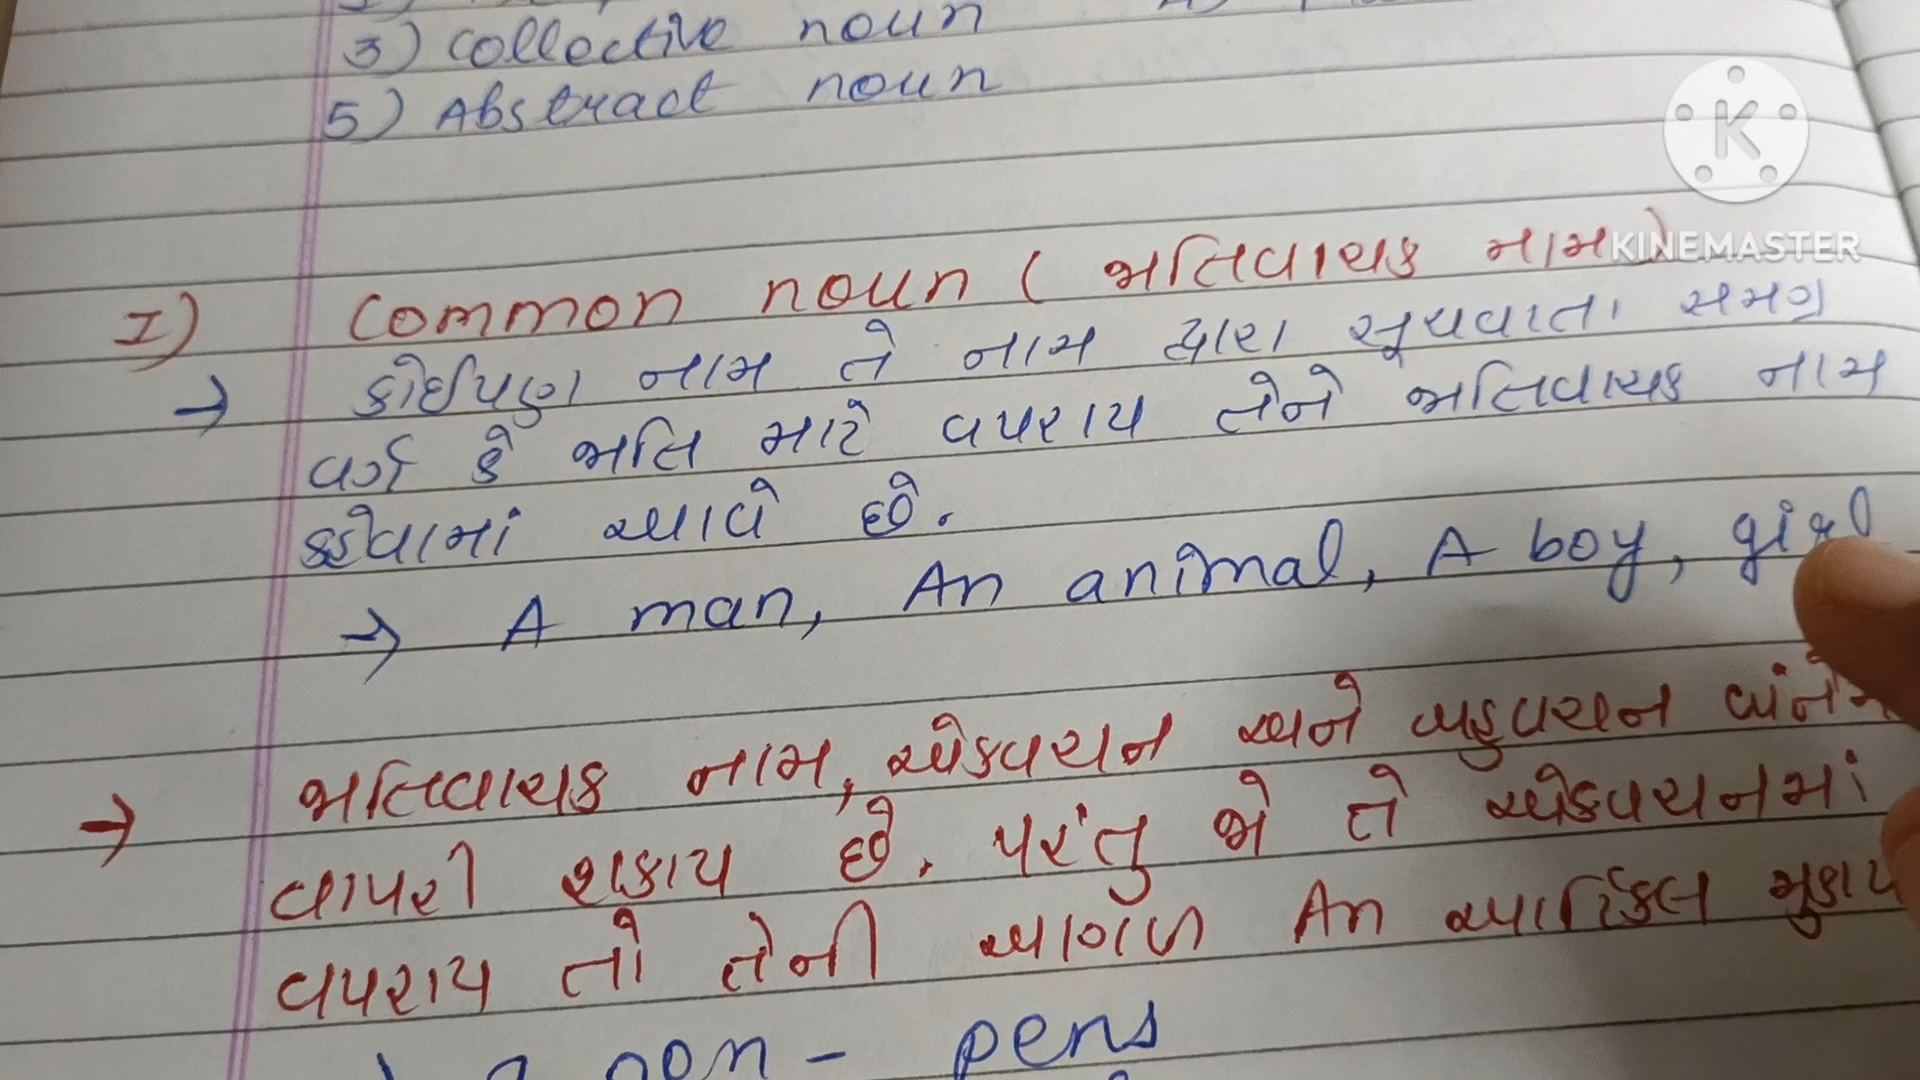 3) collective noun
5) Abstract noun
KINEMASTER
I) common noun ( જાતિવાચક નામ )
→ કોઈપણ નામ તે નામ દ્વારા સૂચવાતા સમગ્ર
વર્ગ કે જાતિ માટે વપરાય તેને જાતિવાચક નામ
કહેવામાં આવે છે.
→ A man, An animal, A boy, girl
→ જાતિવાચક નામ, એકવચન અને બહુવચન
વાપરી શકાય છે. પરંતુ જો તે એકવચનમાં
વપરાય તો તેની આગળ An આર્ટિકલ મુકાય
pens